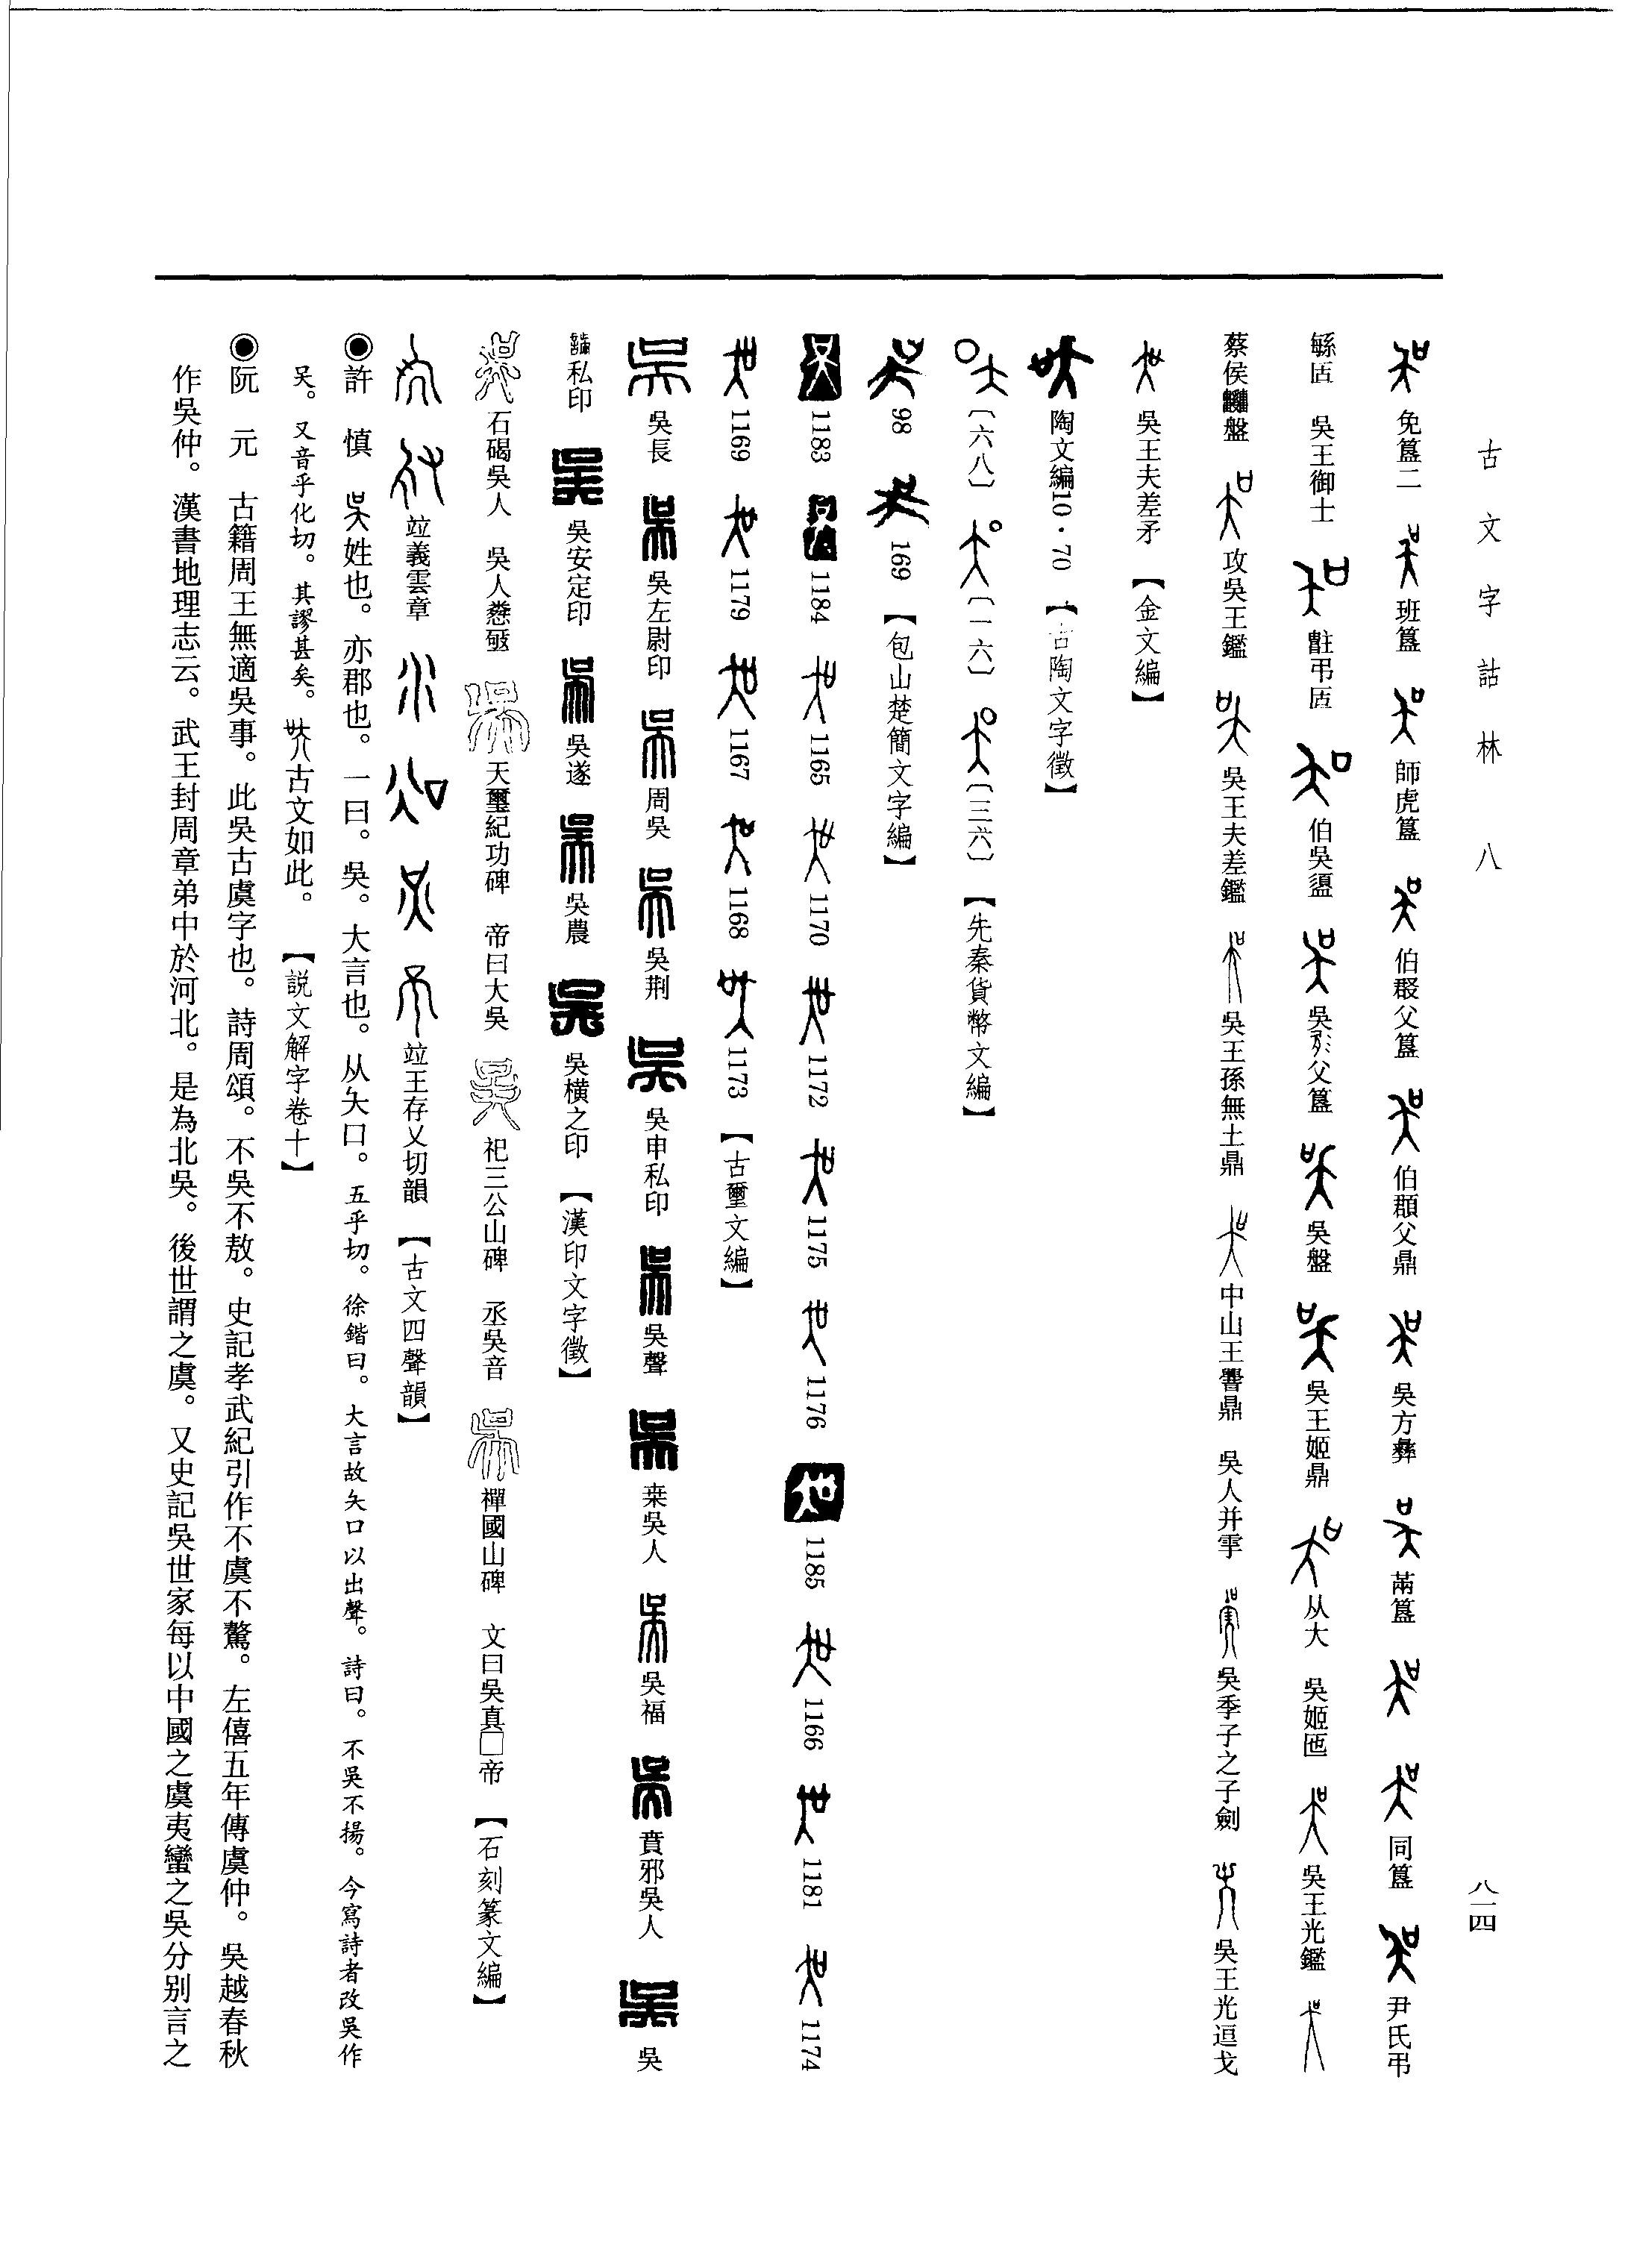 古文字詁林 八
八一四
免簋二 班簋 師虎簋 伯䣙父簋 伯頵父鼎 吳方彝 㒼簋 同簋 尹氏弔
䋣匜 吳王御士 弔匜 伯吳盨 吳父簋 吳盤 吳王姬鼎 从大 吳姬匜 吳王光鑑
蔡侯盤 攻吳王鑑 吳王夫差鑑 吳王孫無土鼎 中山王鼎 吳人并雩 吳季子之子劍 吳王光逗戈
吳王夫差矛 【金文編】
陶文編10·70 【古陶文字徵】
〔六八〕 〔一六〕 〔三六〕 【先秦貨幣文編】
98 169 【包山楚簡文字編】
1183 1184 1165 1170 1172 1175 1176 1185 1166 1181 1174
1169 1179 1167 1168 1173 【古璽文編】
吳長 吳左尉印 周吳 吳荆 吳申私印 吳聲 吳人 吳福 賁邪吳人 吳
私印 吳安定印 吳遂 吳農 吳橫之印 【漢印文字徵】
石碣吳人 吳人 天璽紀功碑 帝曰大吳 祀三公山碑 丞吳音 禪國山碑 文曰吳真□帝 【石刻篆文編】
竝義雲章 竝王存乂切韻 【古文四聲韻】
◉許 慎 吳姓也。亦郡也。一曰。吳。大言也。从夨口。五乎切。徐鍇曰。大言故夨口以出聲。詩曰。不吳不揚。今寫詩者改吳作
吴。又音乎化切。其謬甚矣。古文如此。 【說文解字卷十】
◉阮 元 古籍周王無適吳事。此吳古虞字也。詩周頌。不吳不敖。史記孝武紀引作不虞不驁。左僖五年傳虞仲。吳越春秋
作吳仲。漢書地理志云。武王封周章弟中於河北。是為北吳。後世謂之虞。又史記吳世家每以中國之虞夷蠻之吳分別言之